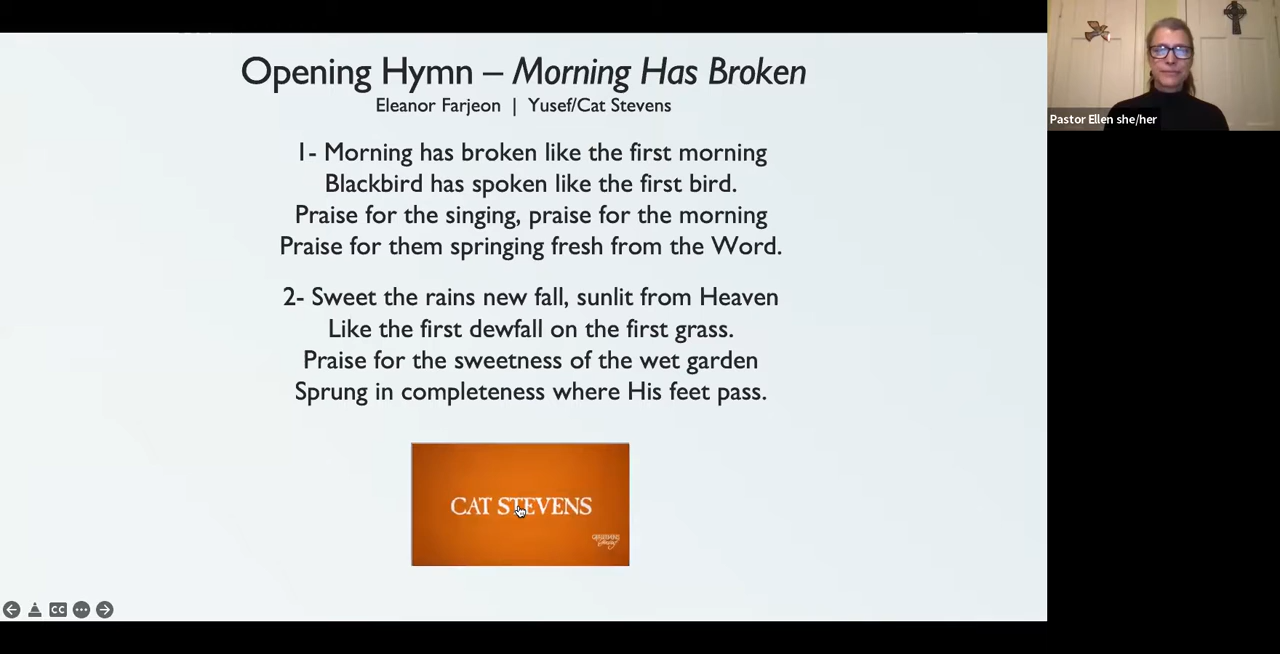 Opening Hymn – Morning Has Broken
Eleanor Farjeon | Yusef/Cat Stevens
1- Morning has broken like the first morning
Blackbird has spoken like the first bird.
Praise for the singing, praise for the morning
Praise for them springing fresh from the Word.
2- Sweet the rains new fall, sunlit from Heaven
Like the first dewfall on the first grass.
Praise for the sweetness of the wet garden
Sprung in completeness where His feet pass.
CAT STEVENS
CC
Pastor Ellen she/her